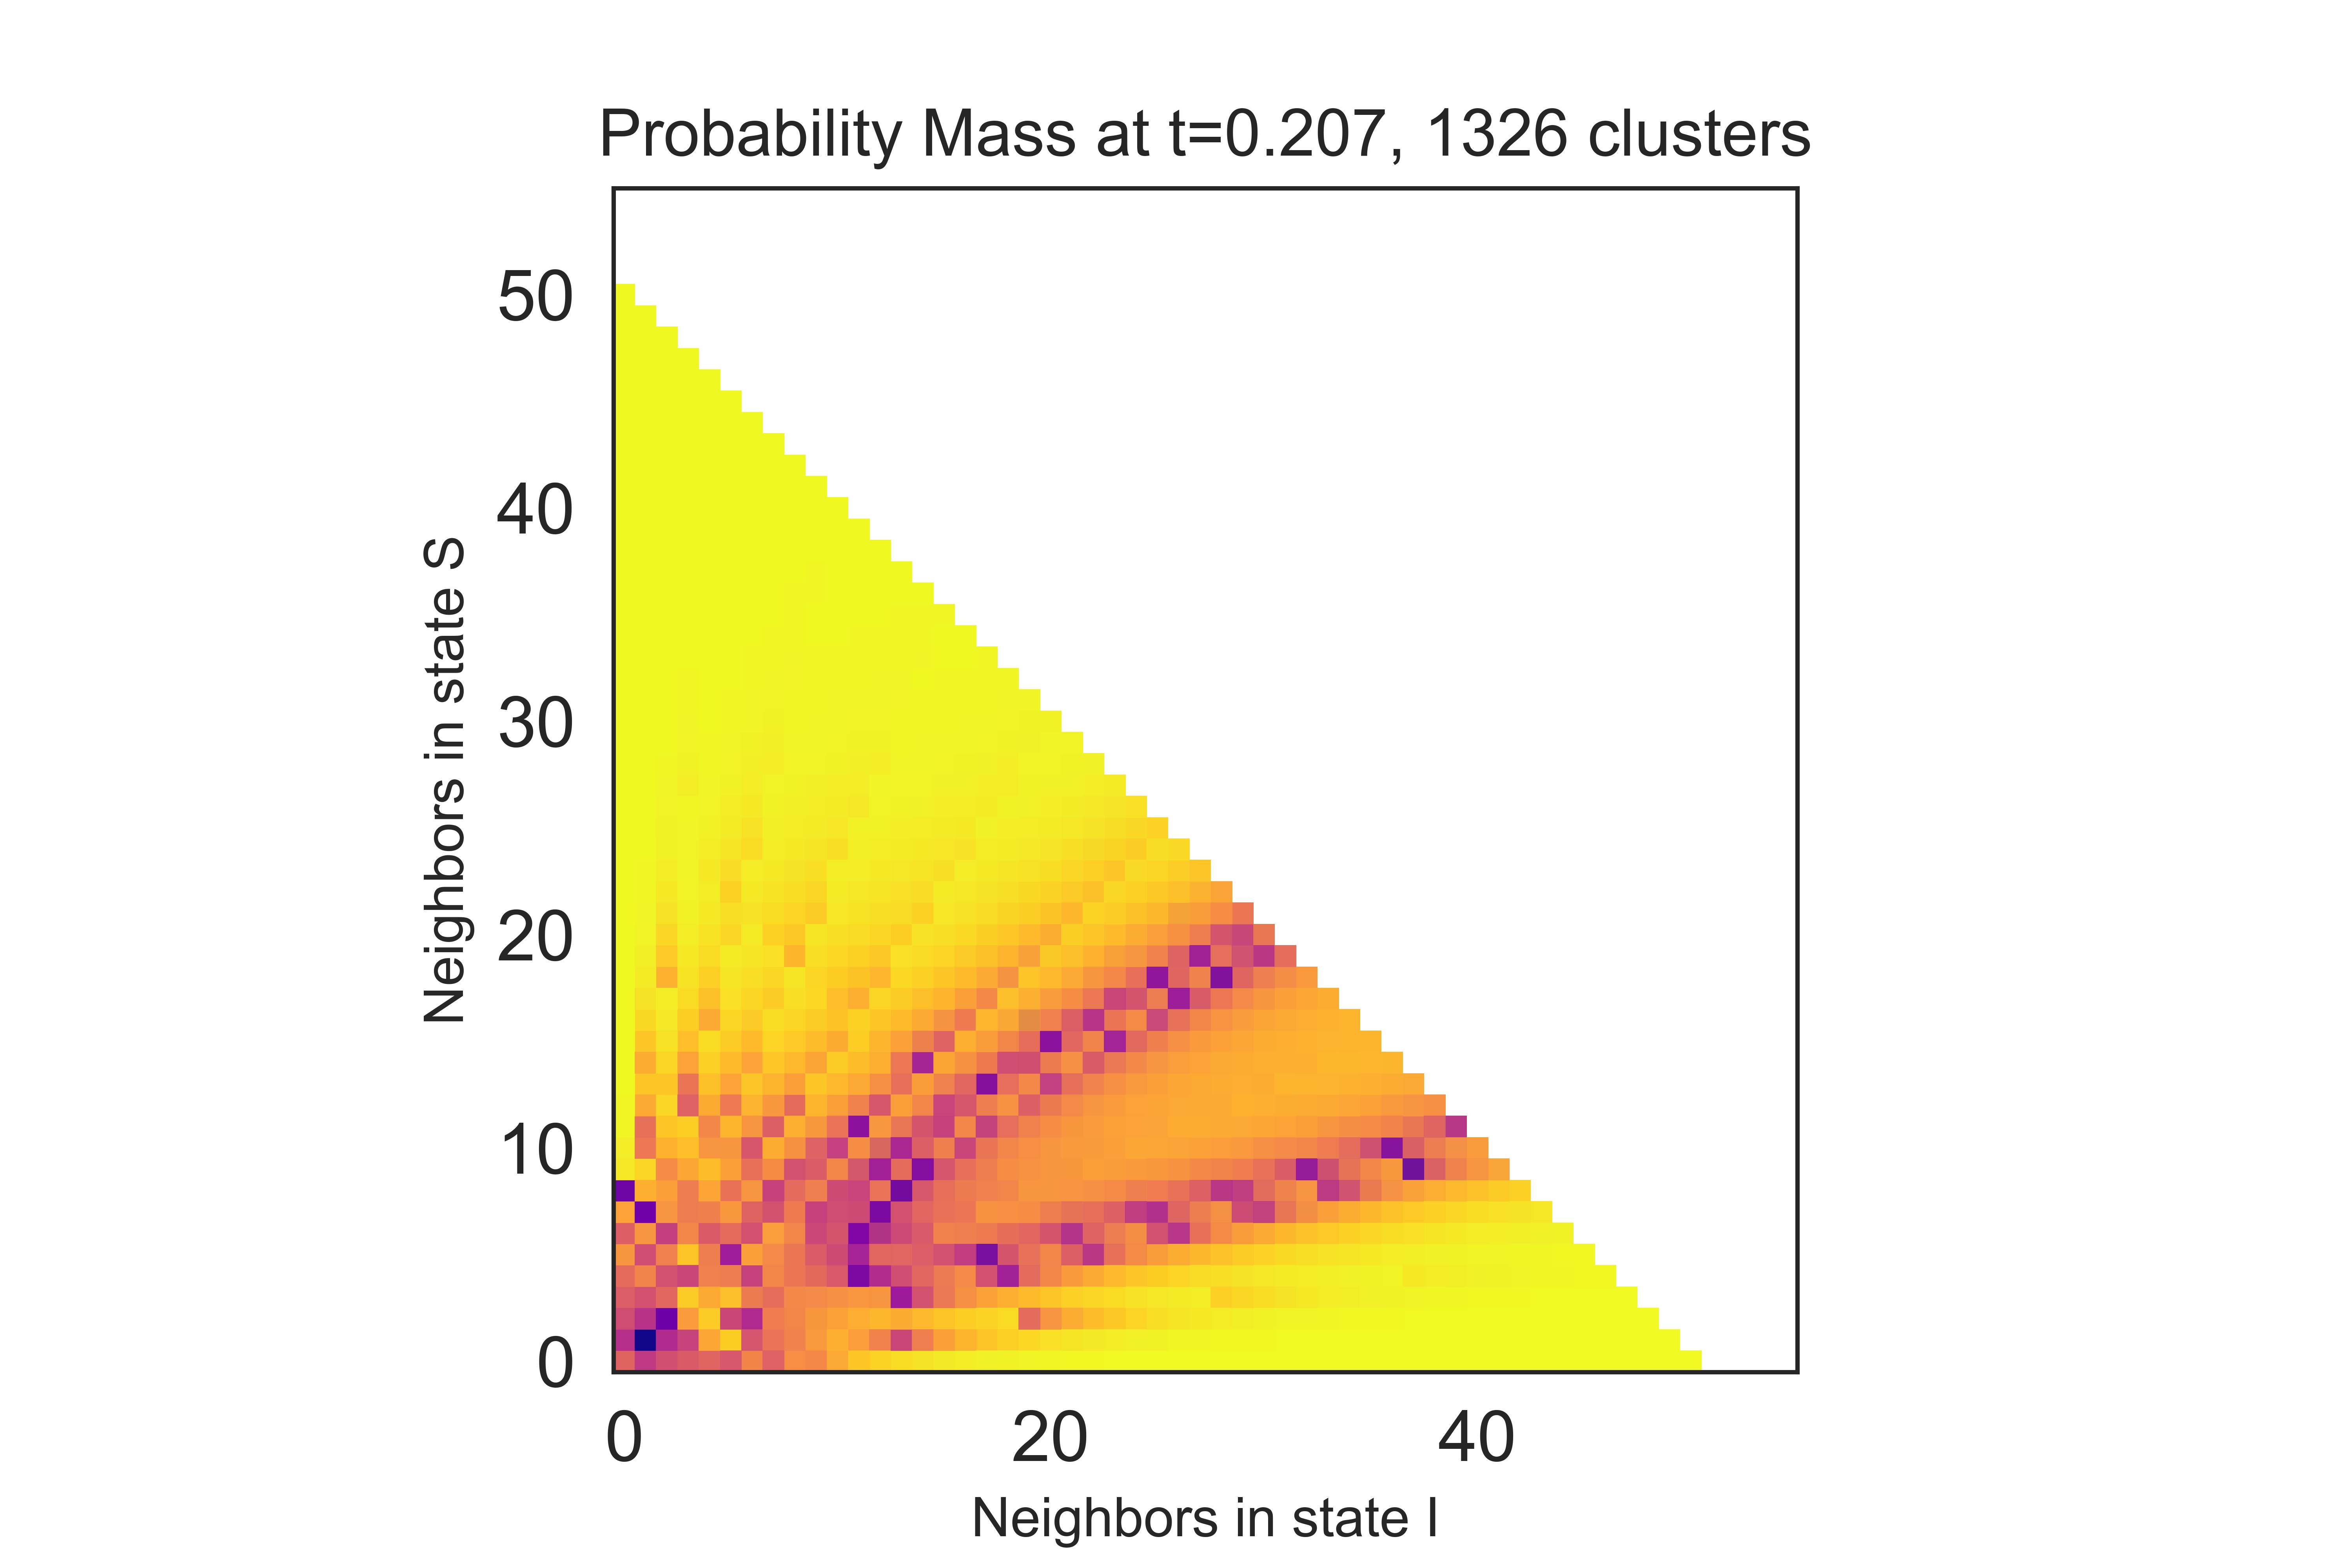 Probability Mass at t=0.207, 1326 clusters
Neighbors in state S
50
40
30
20
10
0
0 20 40
Neighbors in state I